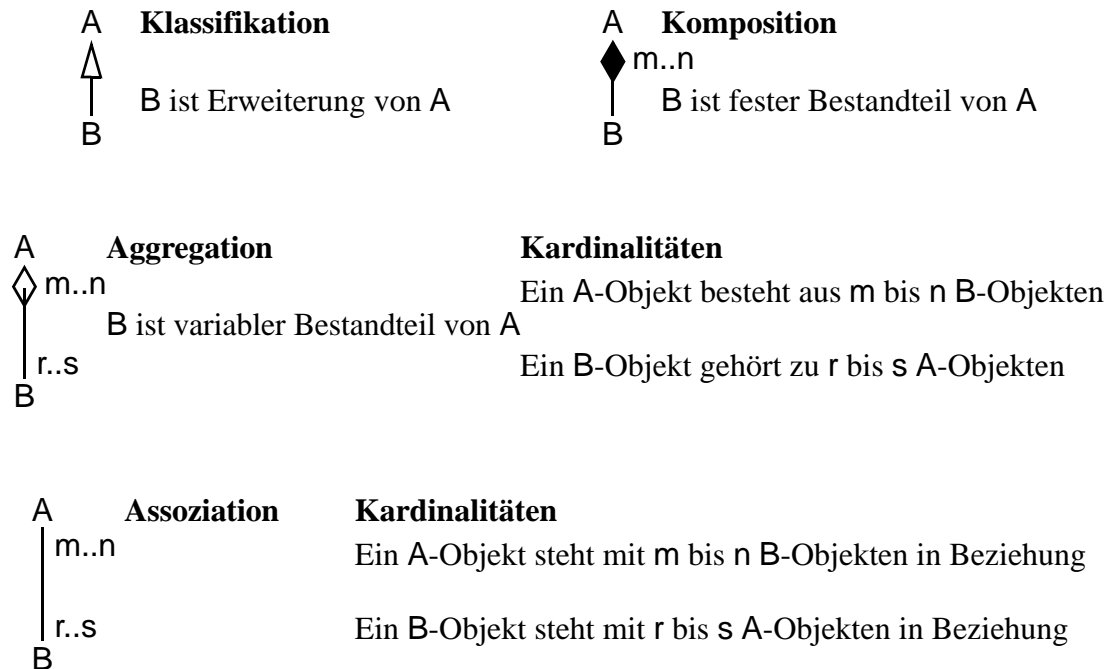 A Klassifikation
B ist Erweiterung von A
B
A Komposition
m..n
B ist fester Bestandteil von A
B
A Aggregation
m..n
B ist variabler Bestandteil von A
r..s
B
Kardinalitäten
Ein A-Objekt besteht aus m bis n B-Objekten
Ein B-Objekt gehört zu r bis s A-Objekten
A Assoziation Kardinalitäten
m..n Ein A-Objekt steht mit m bis n B-Objekten in Beziehung
r..s Ein B-Objekt steht mit r bis s A-Objekten in Beziehung
B